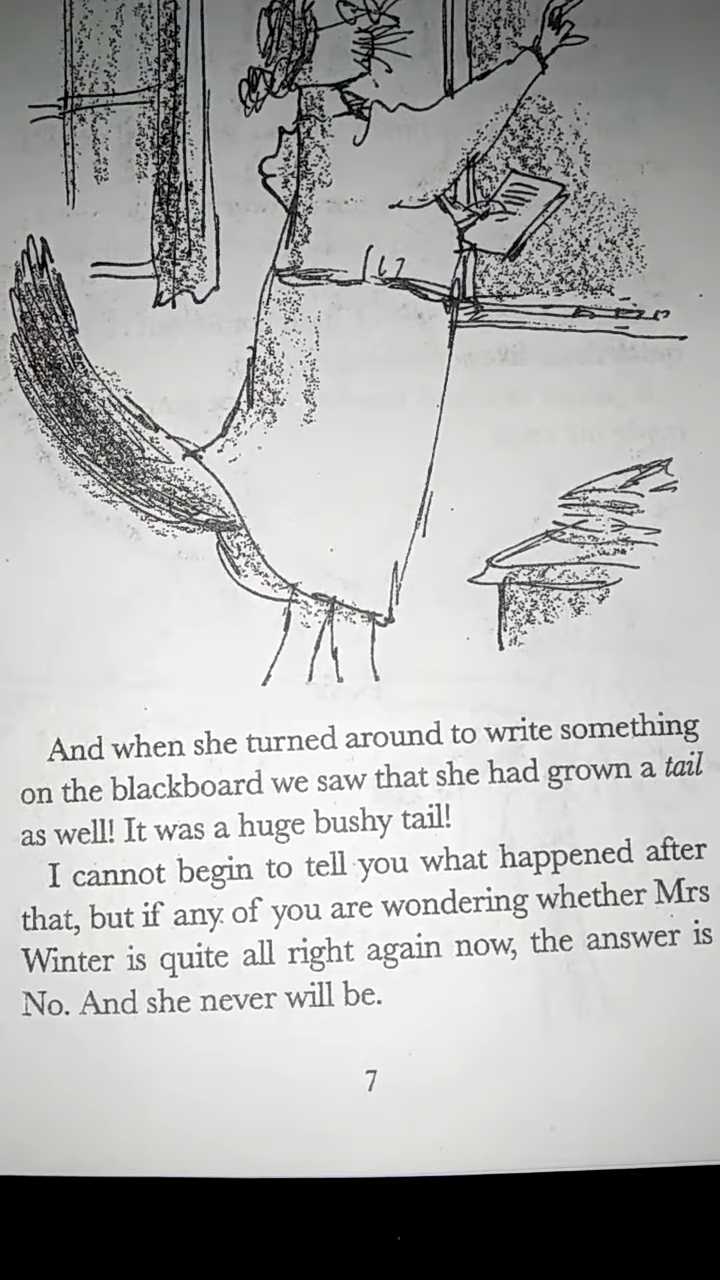 And when she turned around to write something
on the blackboard we saw that she had grown a tail
as well! It was a huge bushy tail!
I cannot begin to tell you what happened after
that, but if any of you are wondering whether Mrs
Winter is quite all right again now, the answer is
No. And she never will be.
7